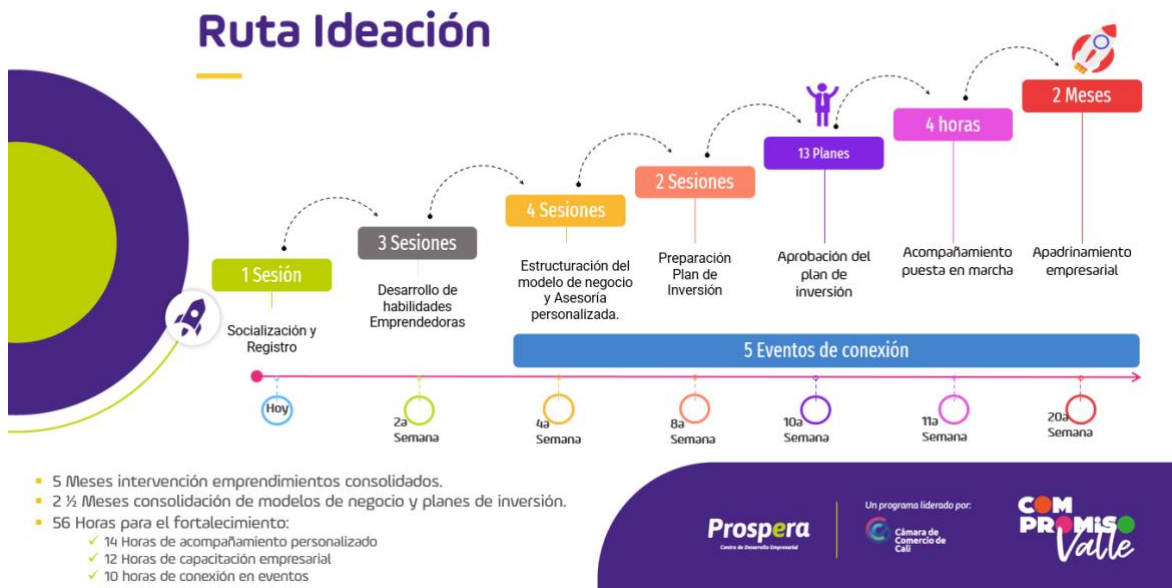 Ruta Ideación
1 Sesión
Socialización y
Registro
3 Sesiones
Desarrollo de
habilidades
Emprendedoras
4 Sesiones
Estructuración del
modelo de negocio
y Asesoría
personalizada.
2 Sesiones
Preparación
Plan de
Inversión
13 Planes
Aprobación del
plan de
inversión
4 horas
Acompañamiento
puesta en marcha
2 Meses
Apadrinamiento
empresarial
5 Eventos de conexión
Hoy
2a
Semana
4a
Semana
8a
Semana
10a
Semana
11a
Semana
20a
Semana
5 Meses intervención emprendimientos consolidados.
2 ½ Meses consolidación de modelos de negocio y planes de inversión.
56 Horas para el fortalecimiento:
14 Horas de acompañamiento personalizado
12 Horas de capacitación empresarial
10 horas de conexión en eventos
Prospera
Centro de Desarrollo Empresarial
Un programa liderado por:
Cámara de
Comercio de
Cali
COM
PROMISO
Valle